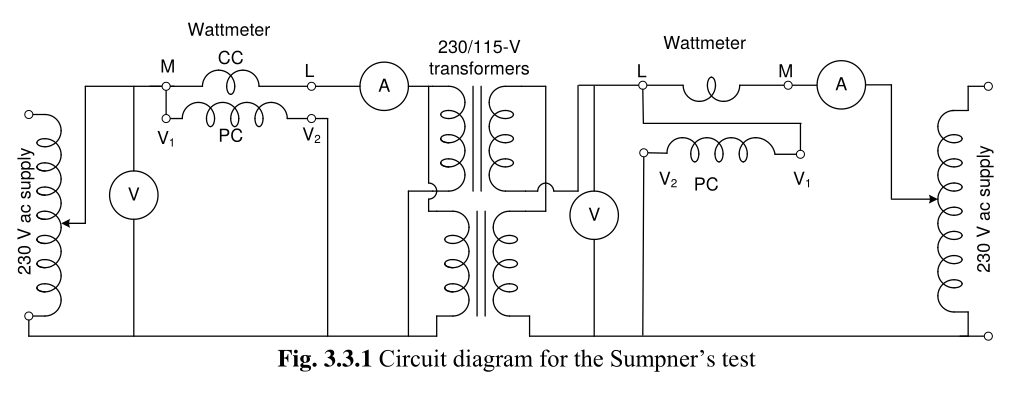 Wattmeter
M
CC
L
A
V₁
PC
V₂
230 V ac supply
V
230/115-V
transformers
Wattmeter
L
M
A
V₂
PC
V₁
V
230 V ac supply
Fig. 3.3.1 Circuit diagram for the Sumpner’s test